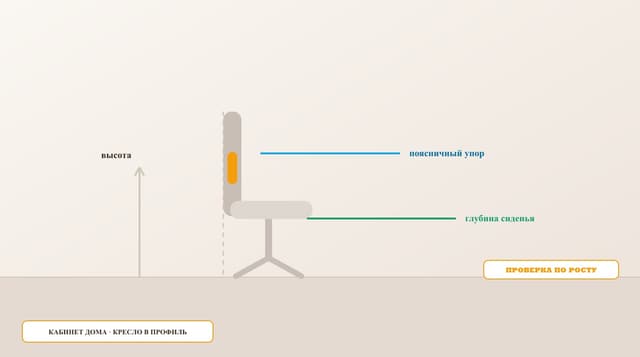 высота
поясничный упор
глубина сиденья
ПРОВЕРКА ПО РОСТУ
КАБИНЕТ ДОМА · КРЕСЛО В ПРОФИЛЬ